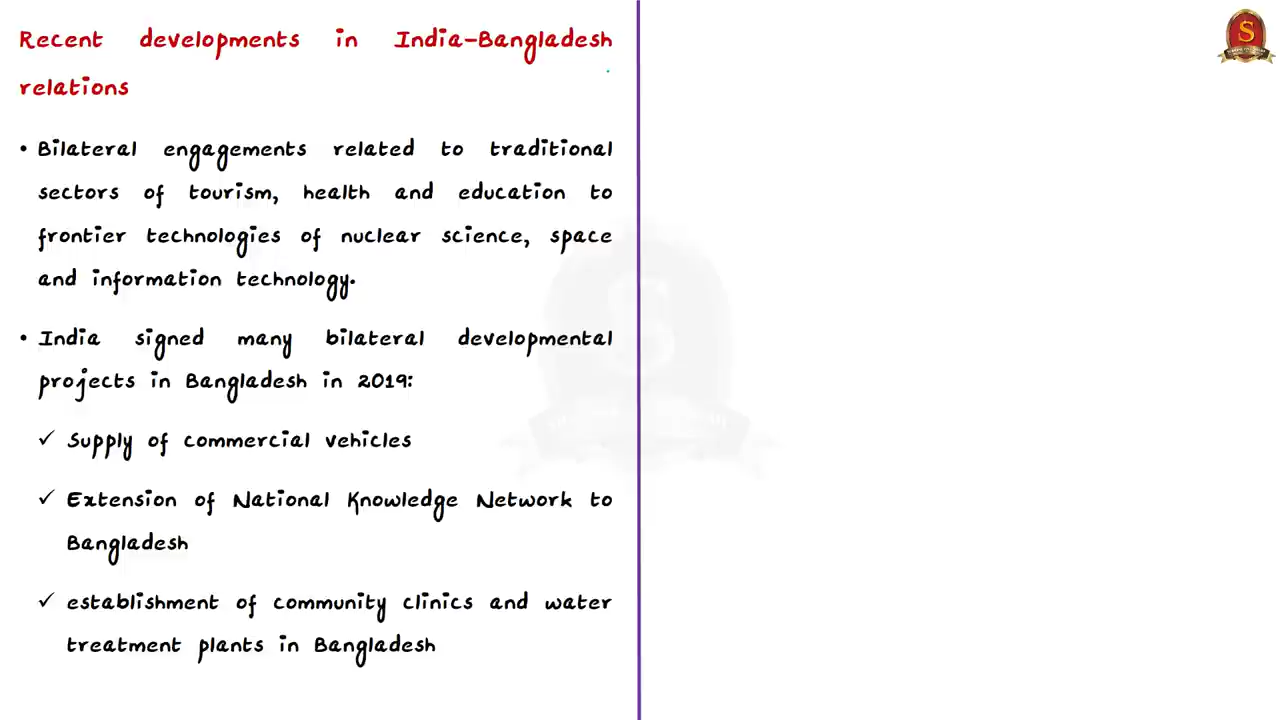 Recent developments in India-Bangladesh
relations
• Bilateral engagements related to traditional
sectors of tourism, health and education to
frontier technologies of nuclear science, space
and information technology.
• India signed many bilateral developmental
projects in Bangladesh in 2019:
✓ Supply of commercial vehicles
✓ Extension of National Knowledge Network to
Bangladesh
✓ establishment of community clinics and water
treatment plants in Bangladesh
S